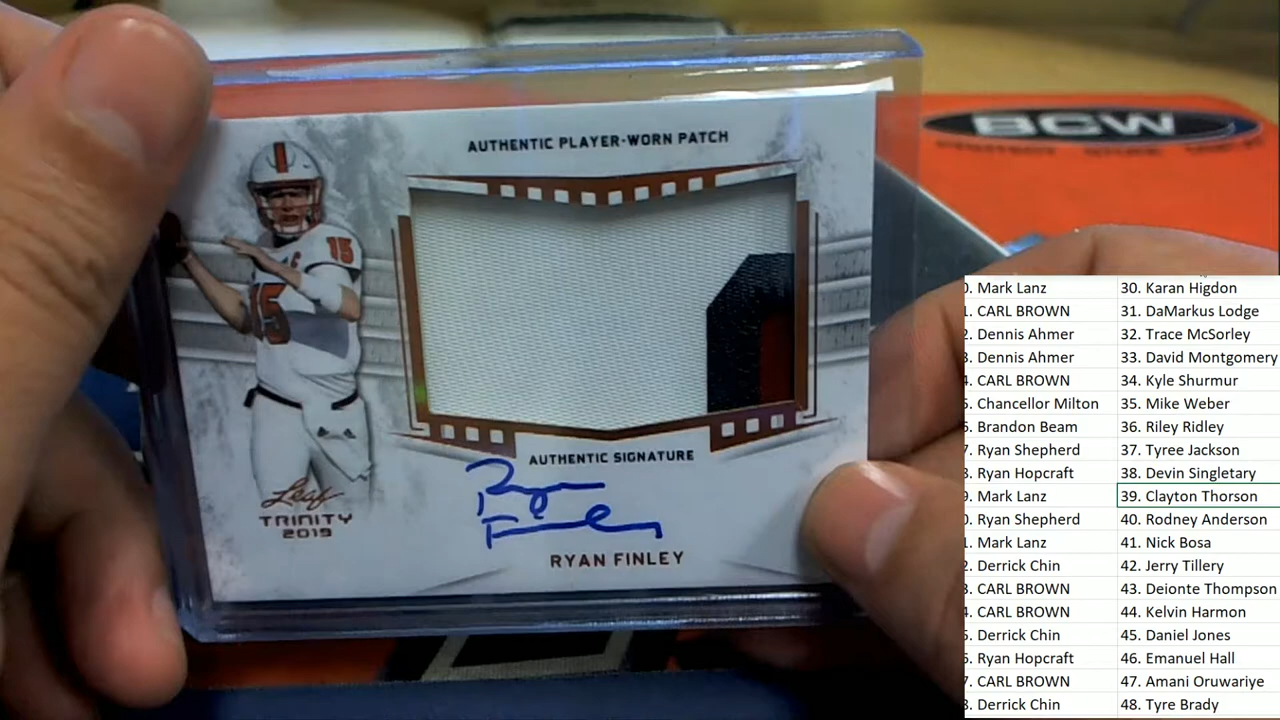 AUTHENTIC PLAYER-WORN PATCH
BCW
15
15
AUTHENTIC SIGNATURE
Ryan
Finley
Leaf
TRINITY
2019
RYAN FINLEY
Mark Lanz 30. Karan Higdon
CARL BROWN 31. DaMarkus Lodge
Dennis Ahmer 32. Trace McSorley
Dennis Ahmer 33. David Montgomery
CARL BROWN 34. Kyle Shurmur
Chancellor Milton 35. Mike Weber
Brandon Beam 36. Riley Ridley
Ryan Shepherd 37. Tyree Jackson
Ryan Hopcraft 38. Devin Singletary
Mark Lanz 39. Clayton Thorson
Ryan Shepherd 40. Rodney Anderson
Mark Lanz 41. Nick Bosa
Derrick Chin 42. Jerry Tillery
CARL BROWN 43. Deionte Thompson
CARL BROWN 44. Kelvin Harmon
Derrick Chin 45. Daniel Jones
Ryan Hopcraft 46. Emanuel Hall
CARL BROWN 47. Amani Oruwariye
Derrick Chin 48. Tyre Brady